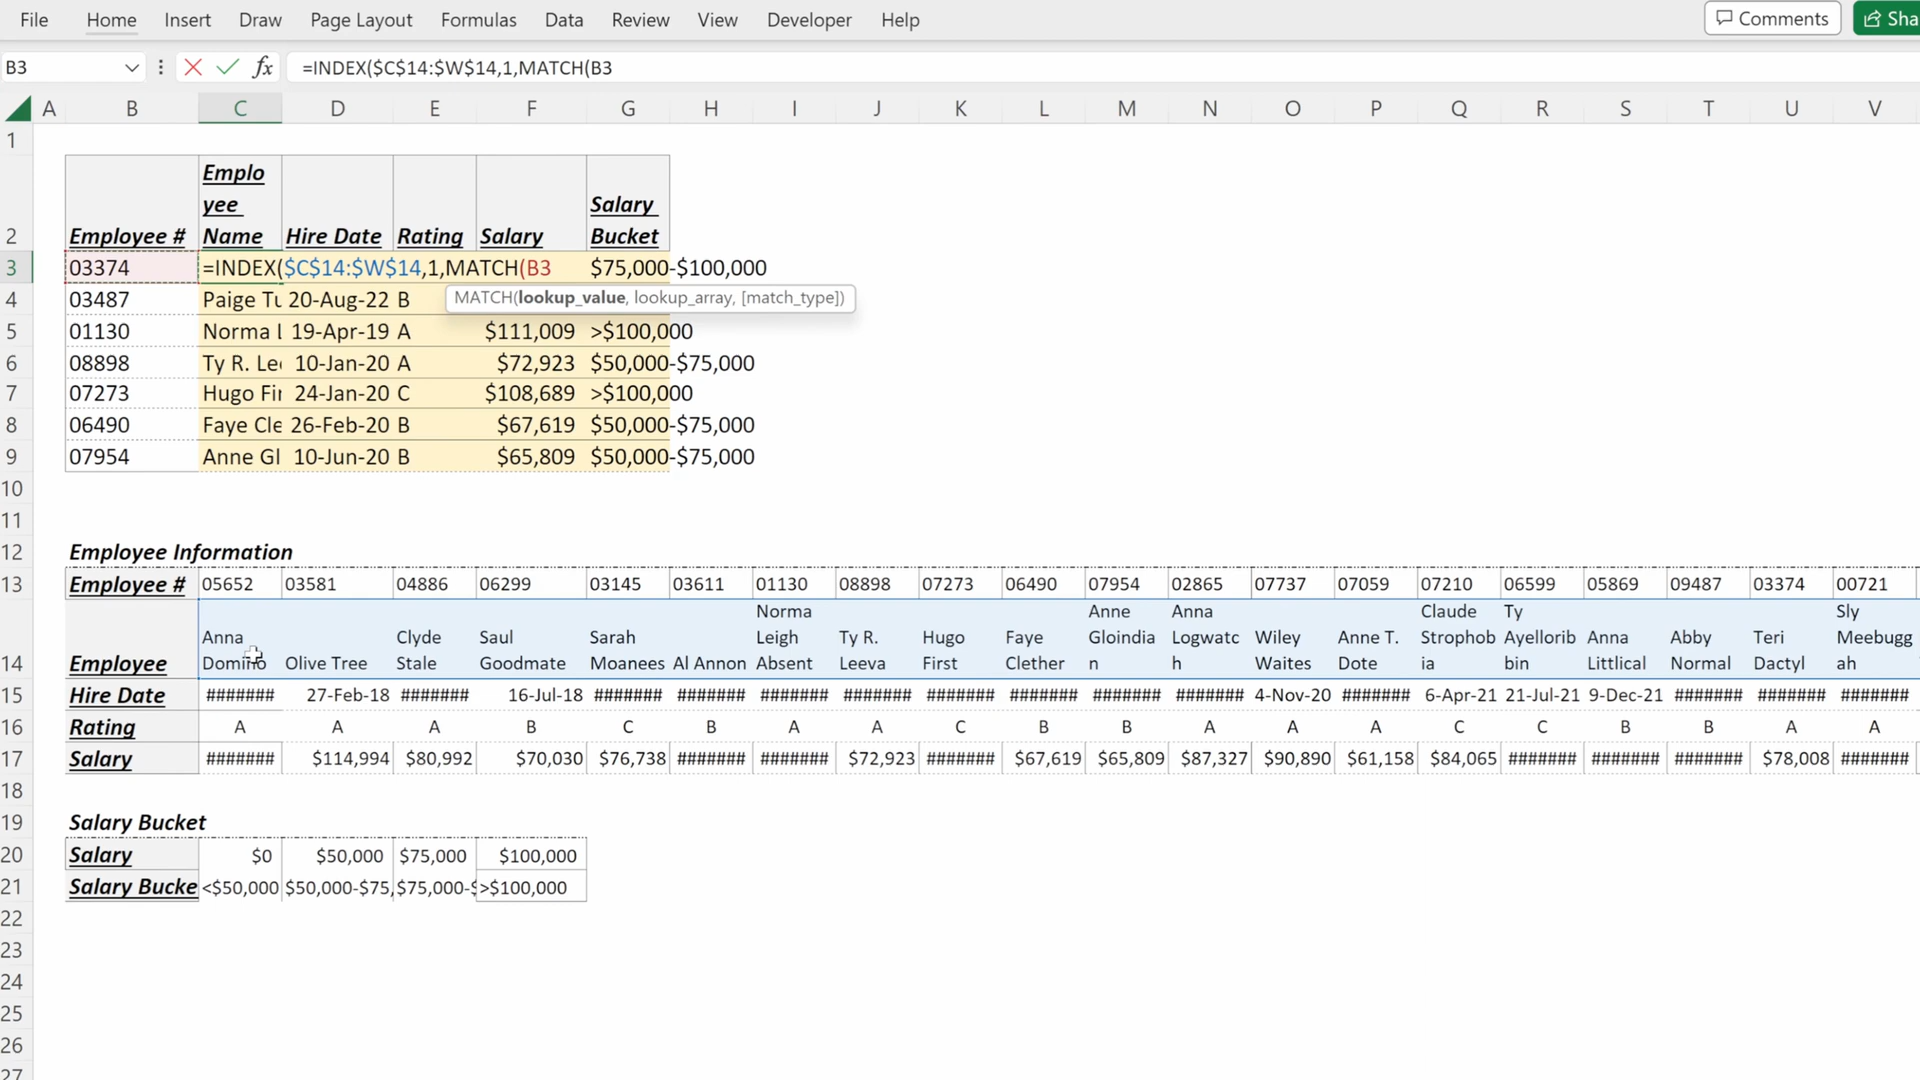 File Home Insert Draw Page Layout Formulas Data Review View Developer Help Comments Sha
B3 fx =INDEX($C$14:$W$14,1,MATCH(B3
A B C D E F G H I J K L M N O P Q R S T U V
1
2 Employee # Emplo yee Name Hire Date Rating Salary Salary Bucket
3 03374 =INDEX($C$14:$W$14,1,MATCH(B3 $75,000-$100,000
MATCH(lookup_value, lookup_array, [match_type])
4 03487 Paige Tu 20-Aug-22 B
5 01130 Norma l 19-Apr-19 A $111,009 >$100,000
6 08898 Ty R. Le 10-Jan-20 A $72,923 $50,000-$75,000
7 07273 Hugo Fir 24-Jan-20 C $108,689 >$100,000
8 06490 Faye Cle 26-Feb-20 B $67,619 $50,000-$75,000
9 07954 Anne Gl 10-Jun-20 B $65,809 $50,000-$75,000
10
11
12 Employee Information
13 Employee # 05652 03581 04886 06299 03145 03611 01130 08898 07273 06490 07954 02865 07737 07059 07210 06599 05869 09487 03374 00721
14 Employee Anna Domino Olive Tree Clyde Stale Saul Goodmate Sarah Moanees Al Annon Norma Leigh Absent Ty R. Leeva Hugo First Faye Clether Anne Gloindia n Anna Logwatc h Wiley Waites Anne T. Dote Claude Strophob ia Ty Ayellorib bin Anna Littlical Abby Normal Teri Dactyl Sly Meebugg ah
15 Hire Date ####### 27-Feb-18 ####### 16-Jul-18 ####### ####### ####### ####### ####### ####### ####### ####### 4-Nov-20 ####### 6-Apr-21 21-Jul-21 9-Dec-21 ####### ####### #######
16 Rating A A A B C B A A C B B A A A C C B B A A
17 Salary ####### $114,994 $80,992 $70,030 $76,738 ####### ####### $72,923 ####### $67,619 $65,809 $87,327 $90,890 $61,158 $84,065 ####### ####### ####### $78,008 #######
18
19 Salary Bucket
20 Salary $0 $50,000 $75,000 $100,000
21 Salary Bucke <$50,000 $50,000-$75, $75,000-$ >$100,000
22
23
24
25
26
27